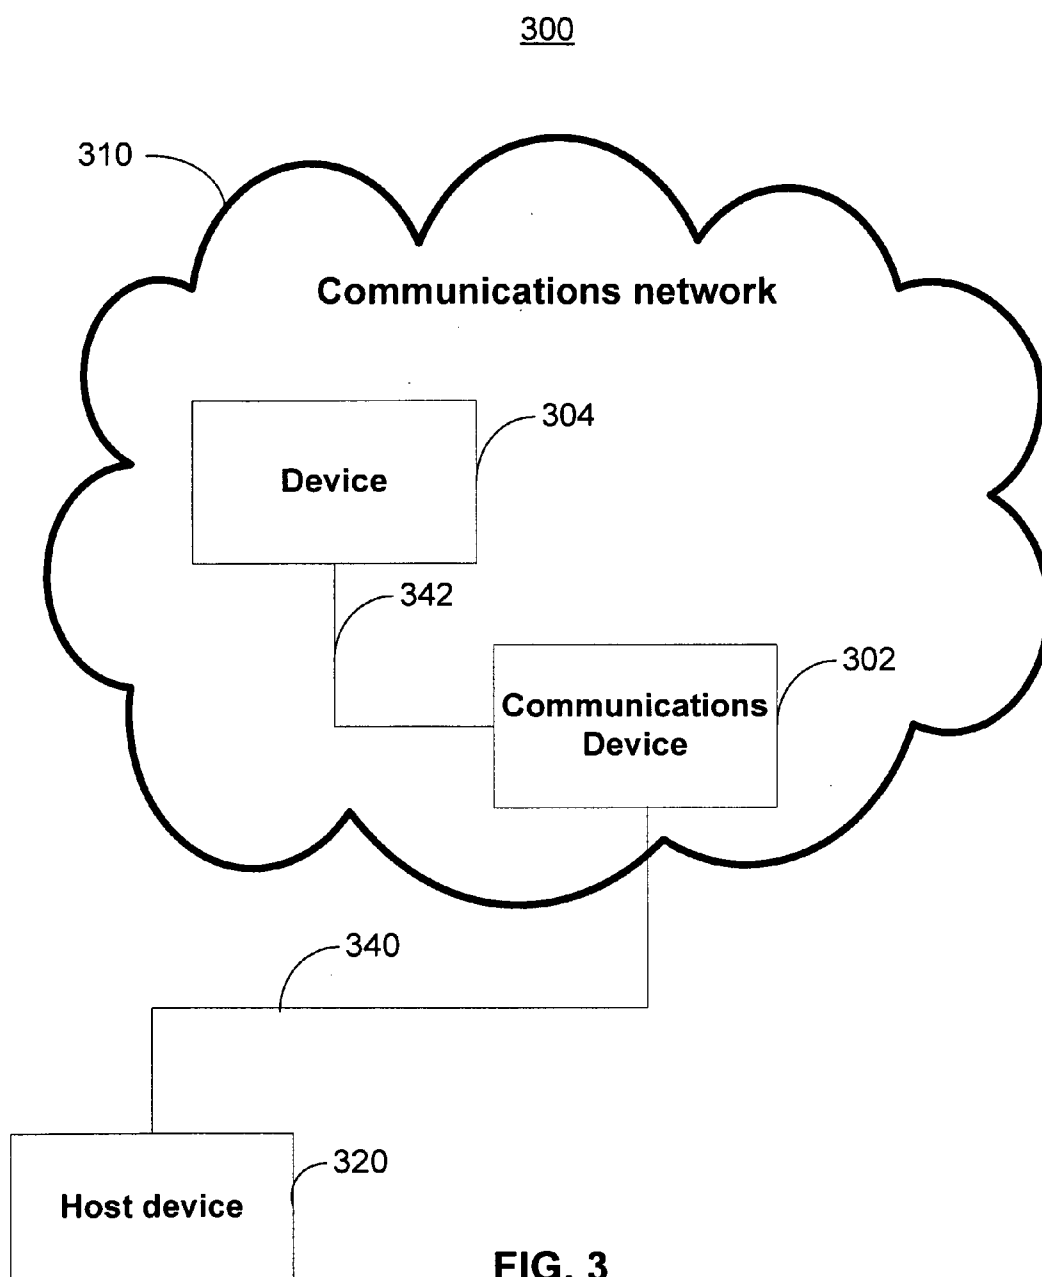 300
310
Communications network
304
Device
342
302
Communications
Device
340
320
Host device
FIG. 3